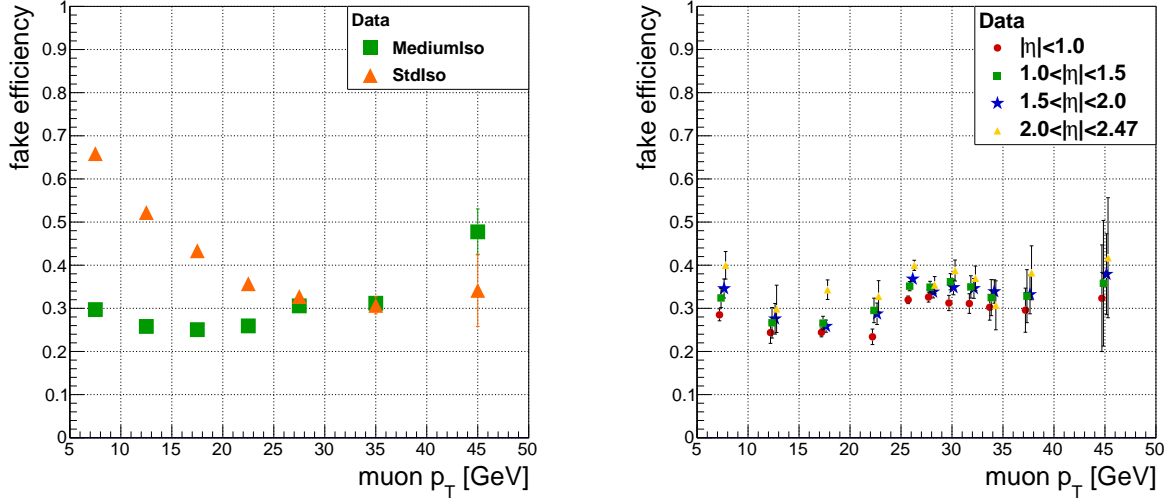 fake efficiency
1
0.9
0.8
0.7
0.6
0.5
0.4
0.3
0.2
0.1
0
5 10 15 20 25 30 35 40 45 50
muon p_T [GeV]
Data
MediumIso
StdIso
fake efficiency
1
0.9
0.8
0.7
0.6
0.5
0.4
0.3
0.2
0.1
0
5 10 15 20 25 30 35 40 45 50
muon p_T [GeV]
Data
|η|<1.0
1.0<|η|<1.5
1.5<|η|<2.0
2.0<|η|<2.47